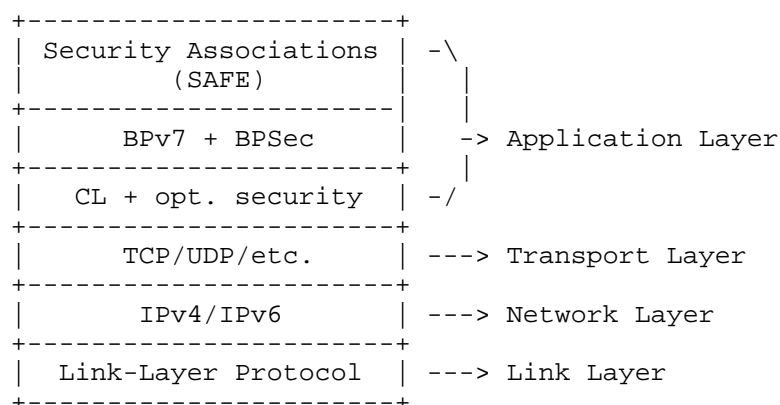 +-----------------------+
| Security Associations | -\
|        (SAFE)         |   |
+-----------------------|   |
|      BPv7 + BPSec     |   -> Application Layer
+-----------------------+   |
|  CL + opt. security   | -/
+-----------------------+
|      TCP/UDP/etc.     | ---> Transport Layer
+-----------------------+
|       IPv4/IPv6       | ---> Network Layer
+-----------------------+
|  Link-Layer Protocol  | ---> Link Layer
+-----------------------+